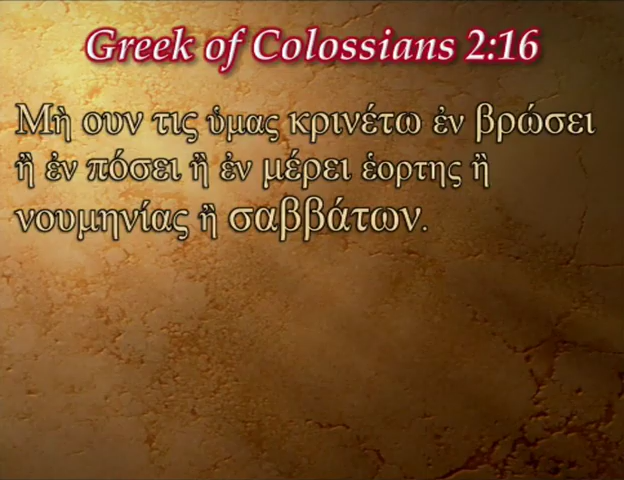 Greek of Colossians 2:16
Μὴ ουν τις ὑμας κρινέτω ἐν βρώσει
ἢ ἐν πόσει ἢ ἐν μέρει ἑορτης ἢ
νουμηνίας ἢ σαββάτων.